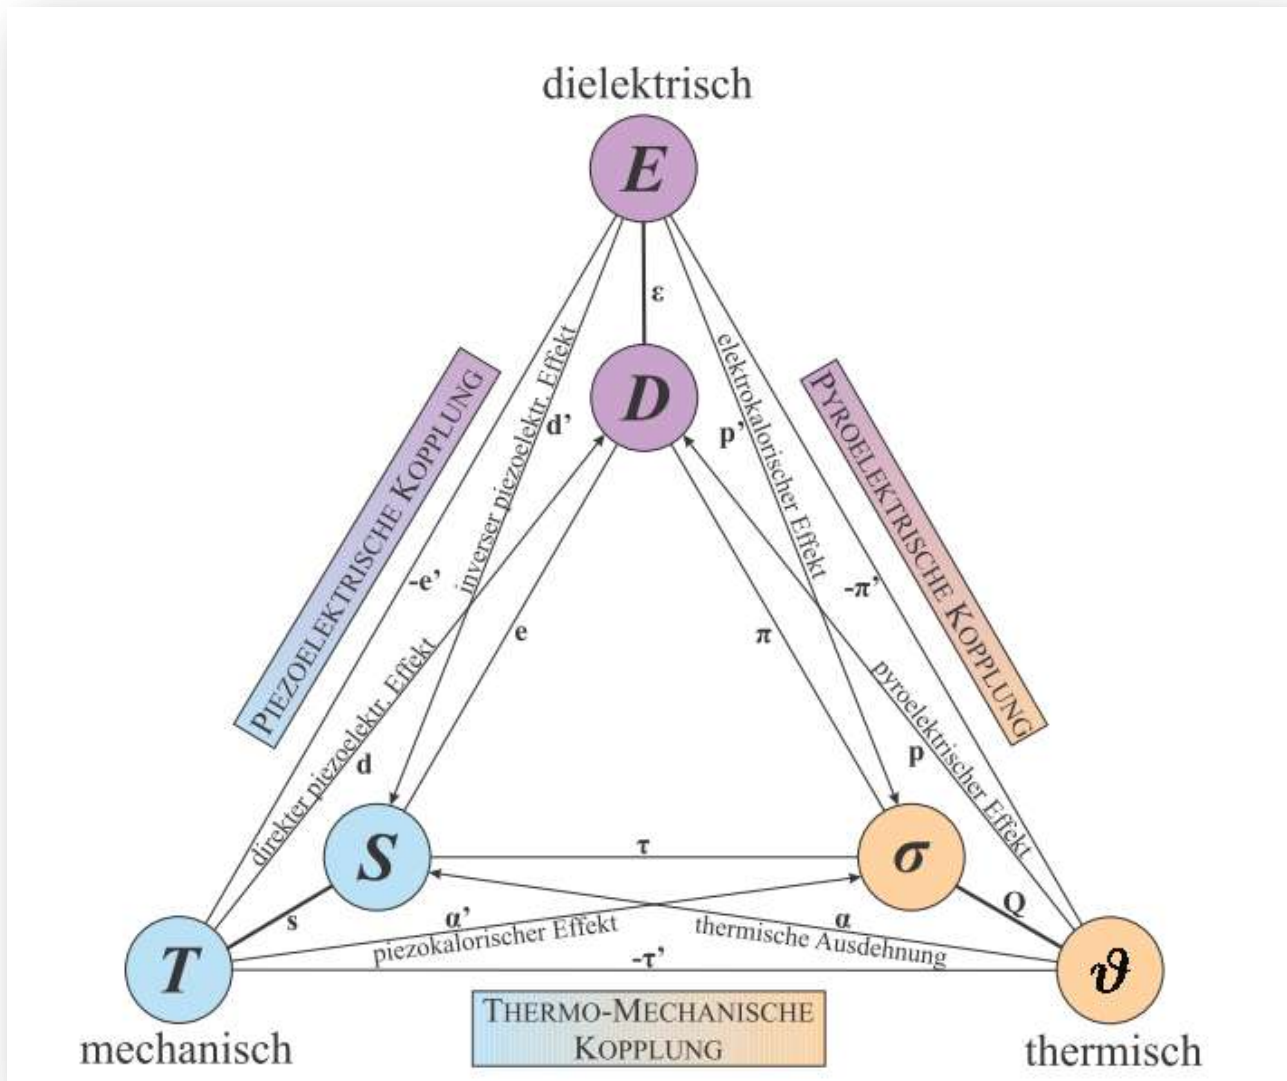 dielektrisch
E
ε
D
PIEZOELEKTRISCHE KOPPLUNG
PYROELEKTRISCHE KOPPLUNG
inverser piezoelektr. Effekt
d’
p’
elektrokalorischer Effekt
-e’
-π’
e
π
direkter piezoelektr. Effekt
d
p
pyroelektrischer Effekt
S
τ
σ
s
α’
α
Q
piezokalorischer Effekt
thermische Ausdehnung
T
-τ’
ϑ
mechanisch
thermisch
THERMO-MECHANISCHE
KOPPLUNG